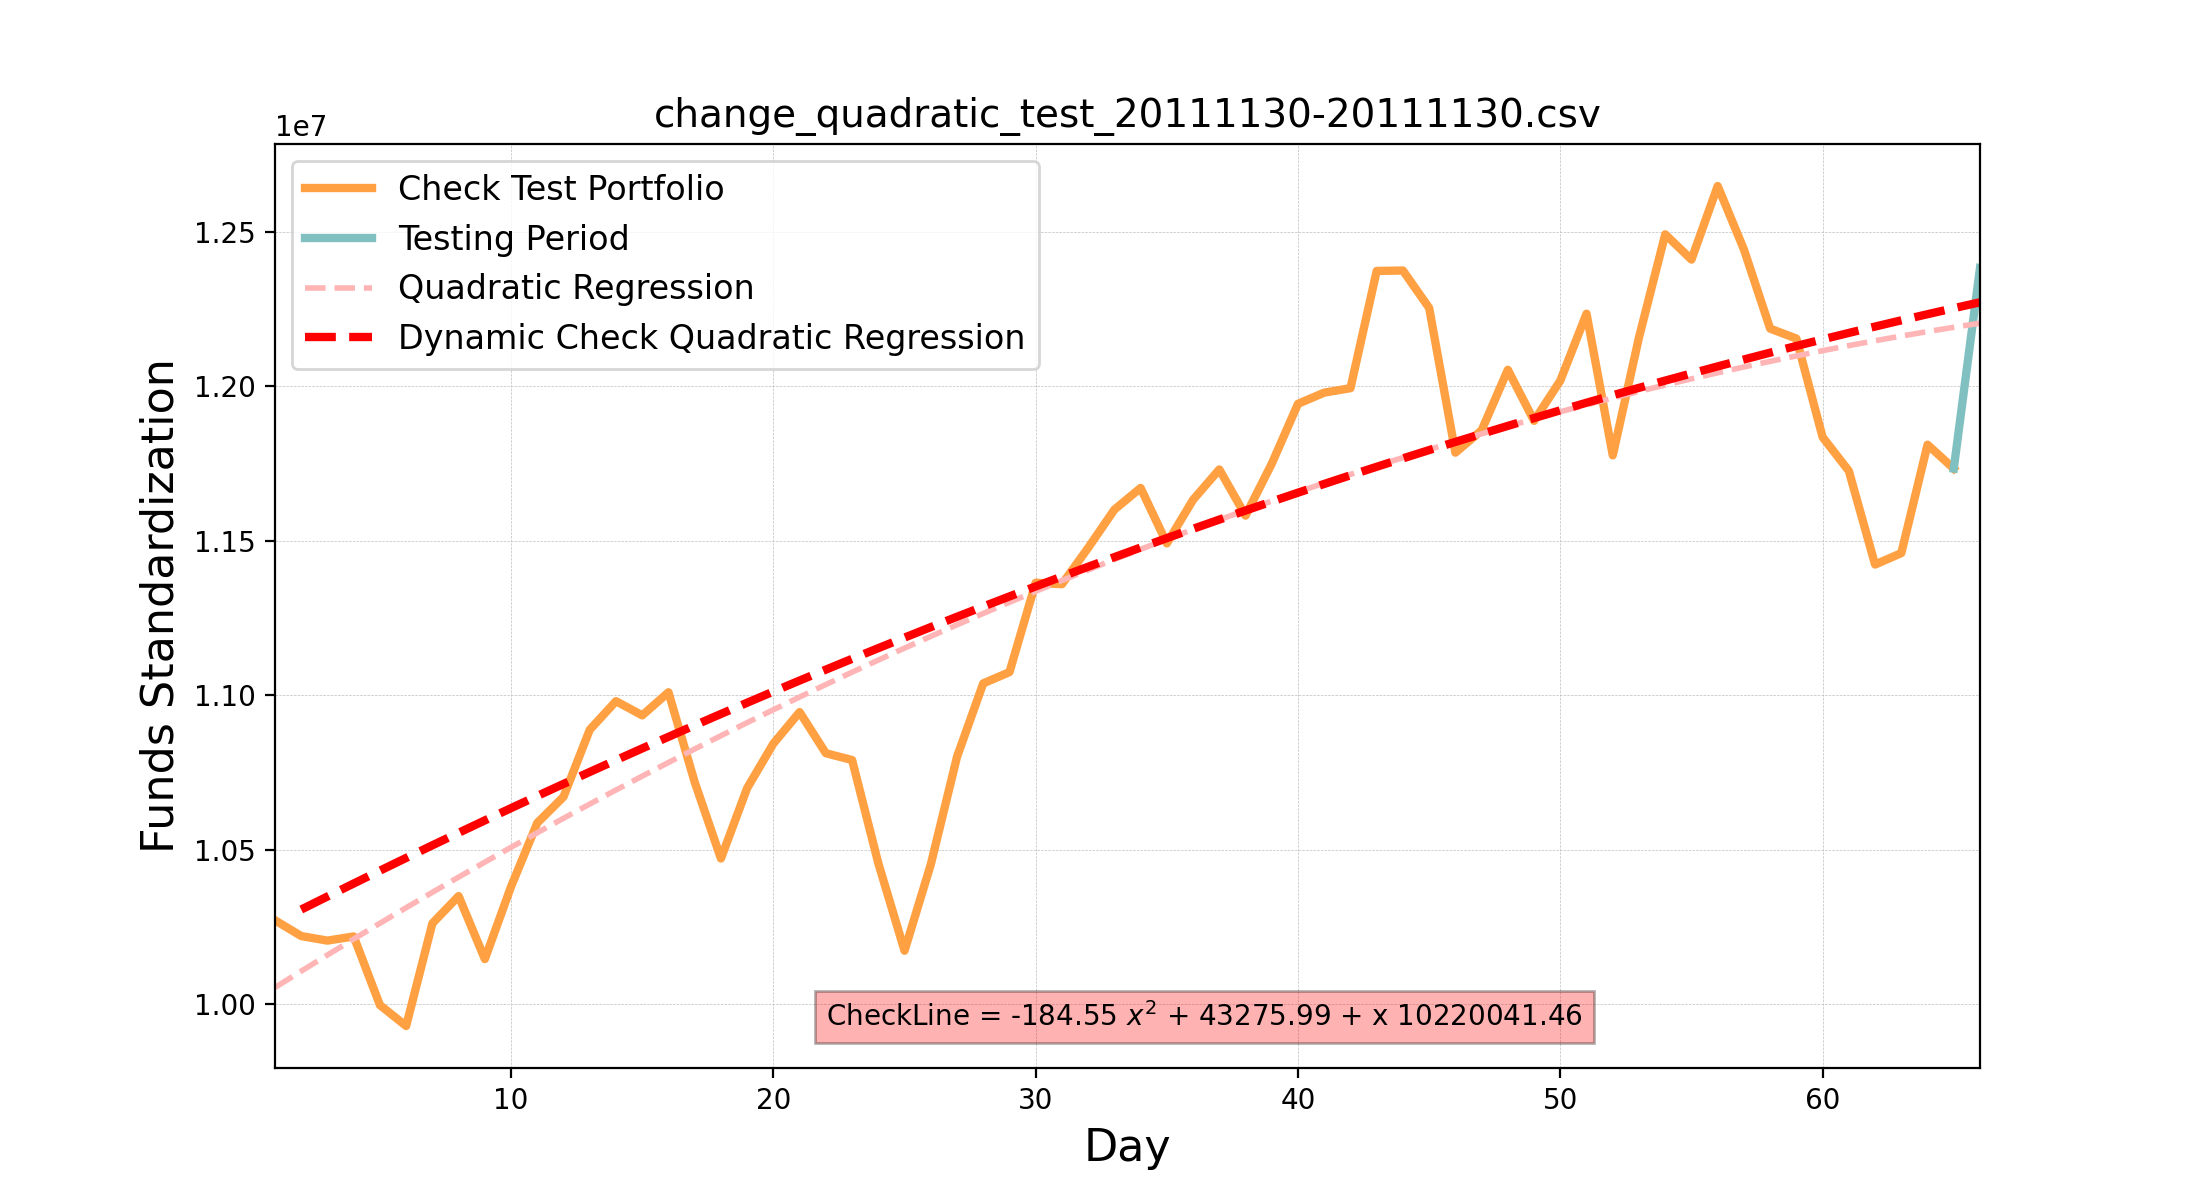 change_quadratic_test_20111130-20111130.csv
1e7
Check Test Portfolio
Testing Period
Quadratic Regression
Dynamic Check Quadratic Regression
Funds Standardization
1.25
1.20
1.15
1.10
1.05
1.00
CheckLine = -184.55 x² + 43275.99 + x 10220041.46
10 20 30 40 50 60
Day